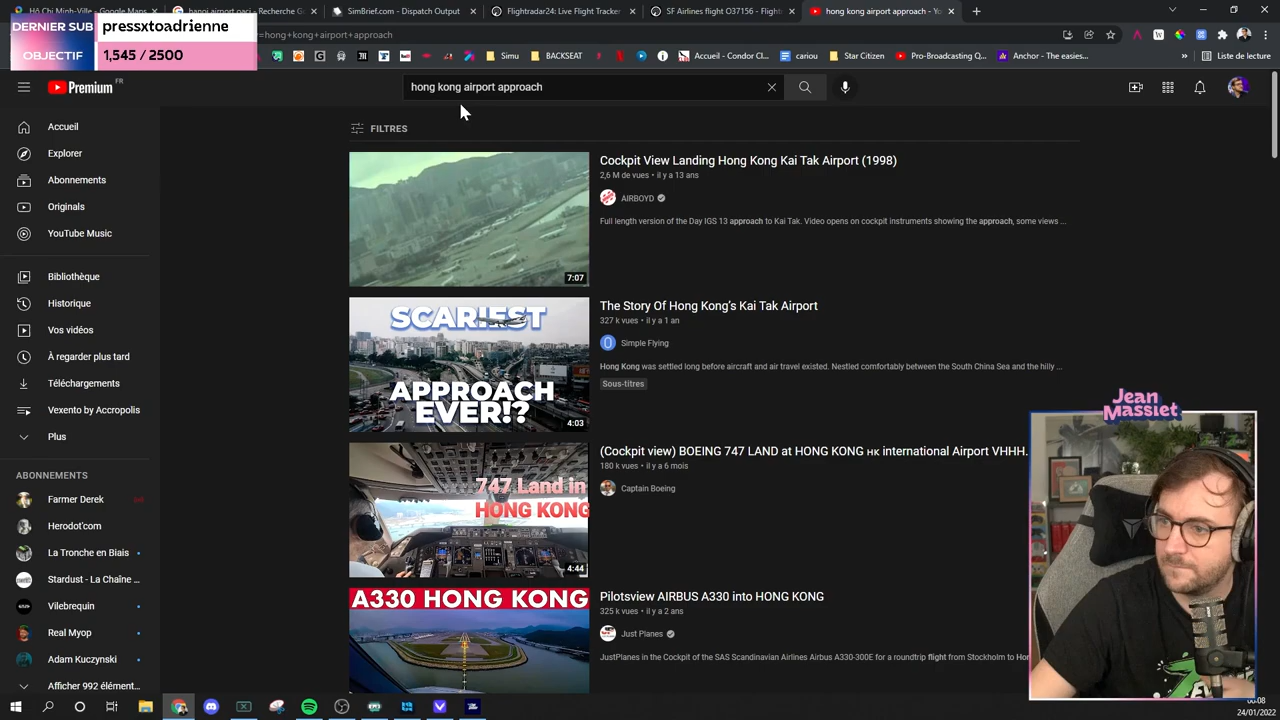 DERNIER SUB
pressxtoadrienne
OBJECTIF
1,545 / 2500
SimBrief.com - Dispatch Output
Flightradar24: Live Flight Tracker
SF Airlines flight O37156 - Flight
hong kong airport approach - Yo
=hong+kong+airport+approach
Simu
BACKSEAT
Accueil - Condor Cl...
cariou
Star Citizen
Pro-Broadcasting Q...
Anchor - The easies...
Liste de lecture
Premium
FR
hong kong airport approach
Accueil
Explorer
Abonnements
Originals
YouTube Music
Bibliothèque
Historique
Vos vidéos
À regarder plus tard
Téléchargements
Vexento by Accropolis
Plus
ABONNEMENTS
Farmer Derek
Herodot'com
La Tronche en Biais
Stardust - La Chaîne ...
Vilebrequin
Real Myop
Adam Kuczynski
Afficher 992 élément...
FILTRES
7:07
Cockpit View Landing Hong Kong Kai Tak Airport (1998)
2,6 M de vues • il y a 13 ans
AIRBOYD
Full length version of the Day IGS 13 approach to Kai Tak. Video opens on cockpit instruments showing the approach, some views ...
SCARIEST
APPROACH
EVER!?
4:03
The Story Of Hong Kong's Kai Tak Airport
327 k vues • il y a 1 an
Simple Flying
Hong Kong was settled long before aircraft and air travel existed. Nestled comfortably between the South China Sea and the hilly ...
Sous-titres
747 Land in
HONG KONG
4:44
(Cockpit view) BOEING 747 LAND at HONG KONG HK international Airport VHHH.
180 k vues • il y a 6 mois
Captain Boeing
A330 HONG KONG
Pilotsview AIRBUS A330 into HONG KONG
325 k vues • il y a 2 ans
Just Planes
JustPlanes in the Cockpit of the SAS Scandinavian Airlines Airbus A330-300E for a roundtrip flight from Stockholm to Hon
Jean
Massiet
24/01/2022